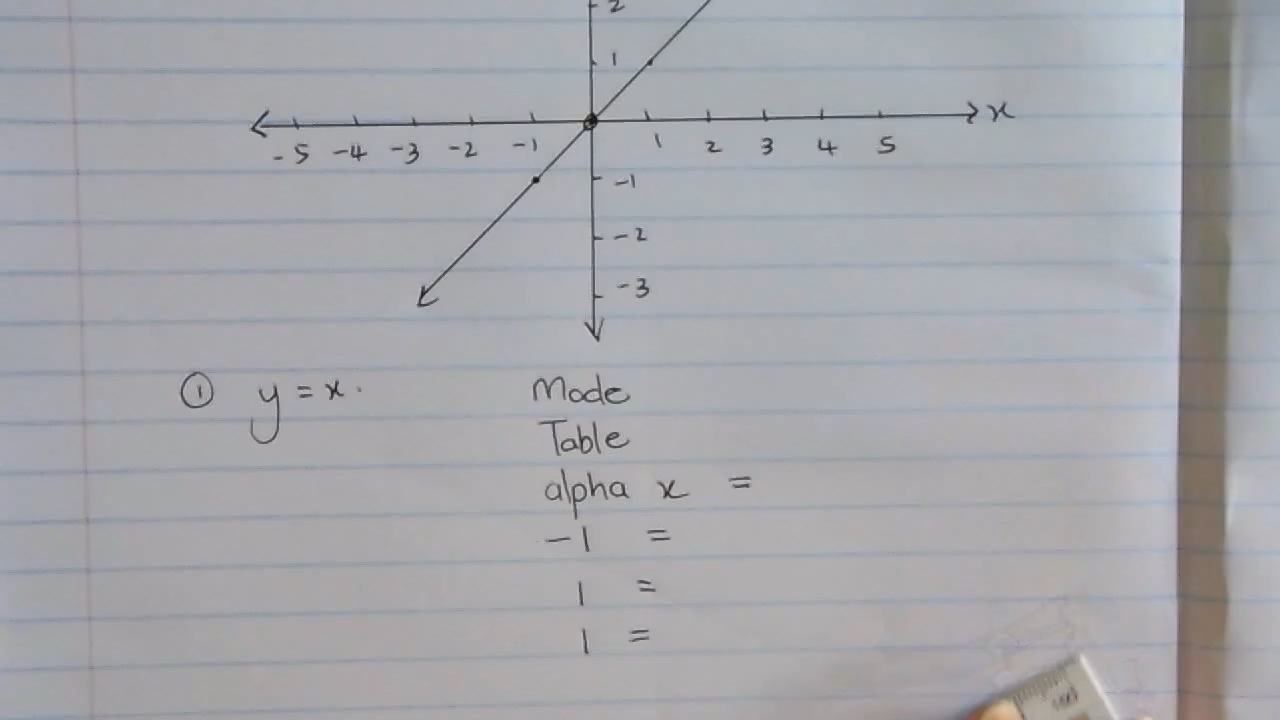 2
1
x
-5 -4 -3 -2 -1 1 2 3 4 5
-1
-2
-3
① y = x. Mode
Table
alpha x =
-1 =
1 =
1 =